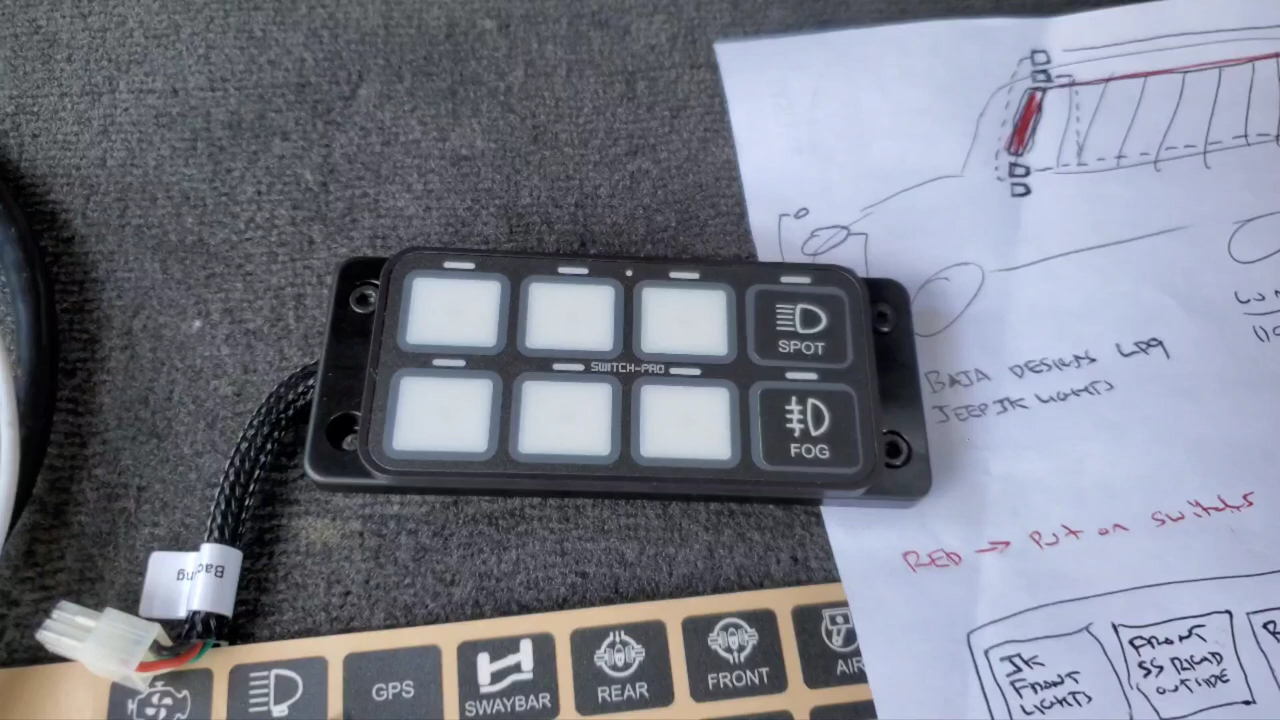 SPOT
SWITCH-PRO
FOG
BAJA DESIGNS LP9
JEEP JK LIGHTS
RED → Put on switches
JK
FRONT
LIGHTS
FRONT
SS RIGID
OUTSIDE
GPS
SWAYBAR
REAR
FRONT
AIR